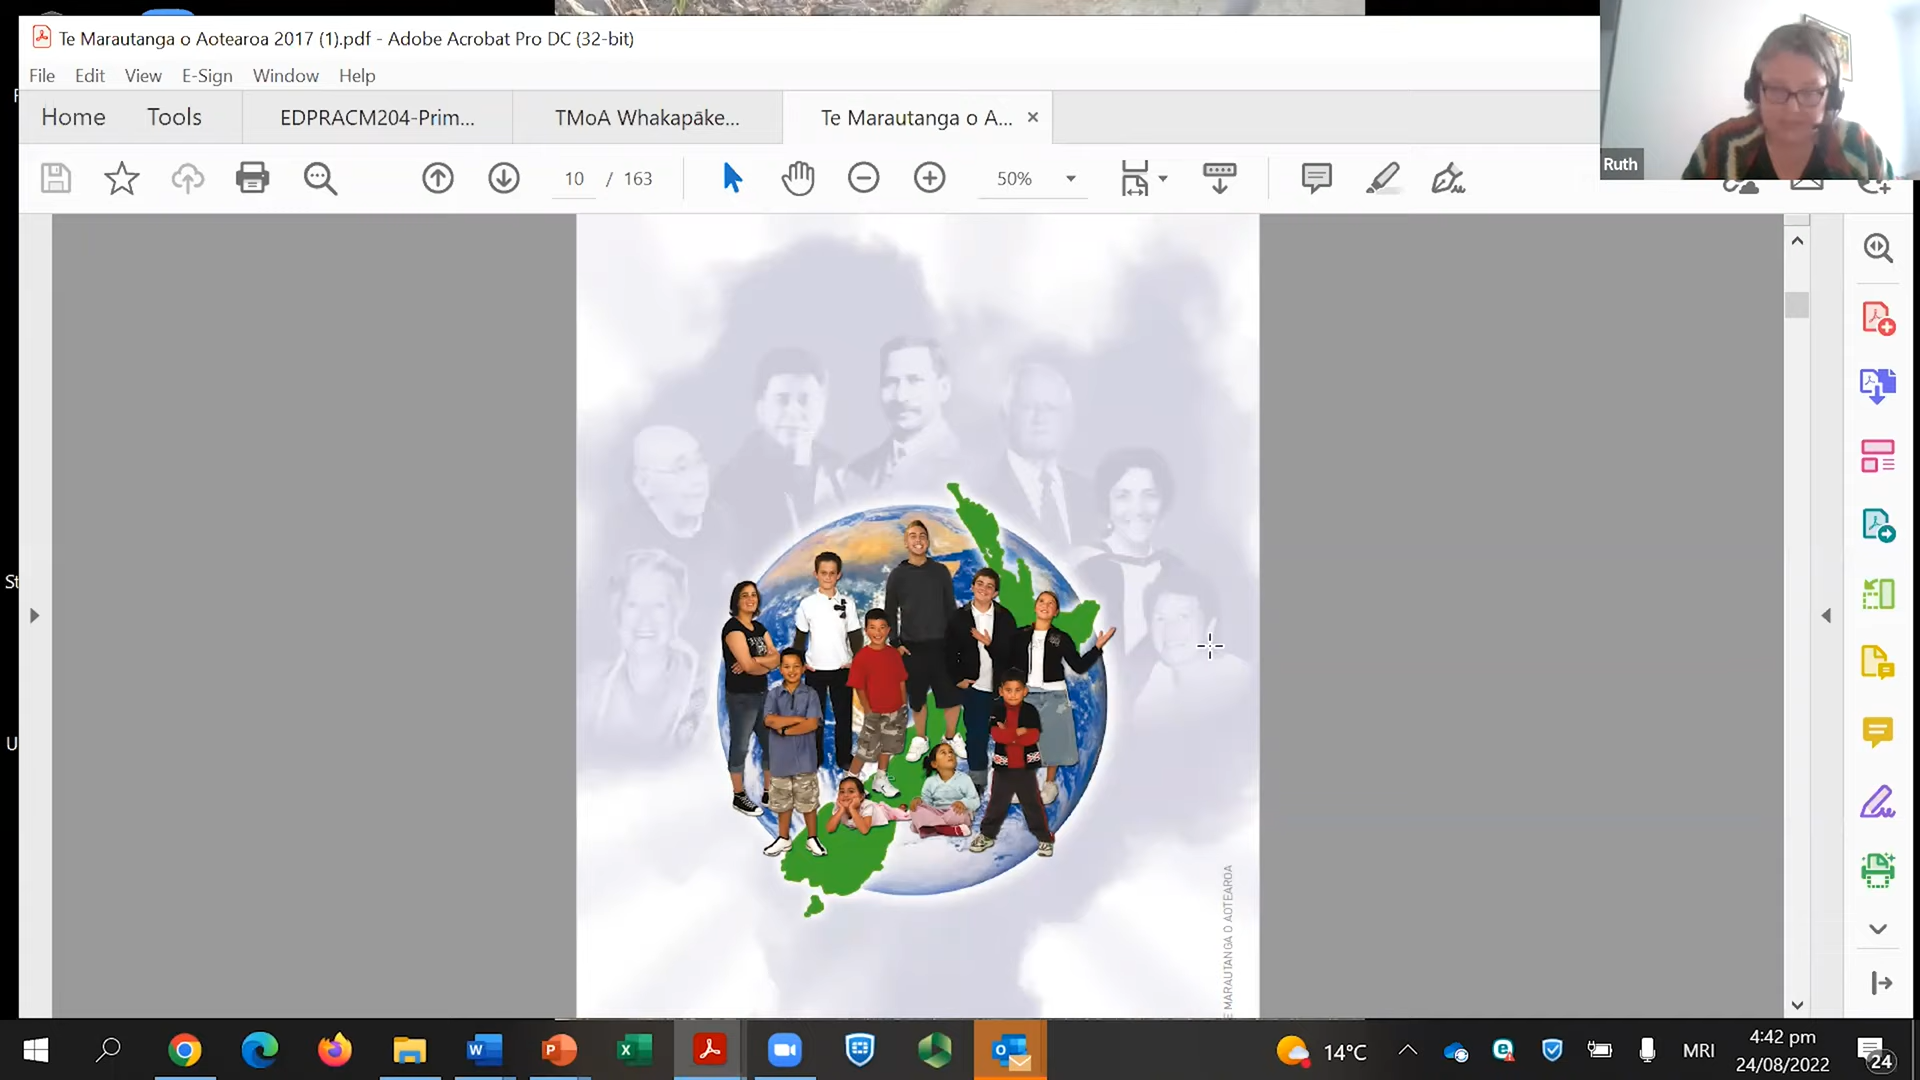 Te Marautanga o Aotearoa 2017 (1).pdf - Adobe Acrobat Pro DC (32-bit)
File Edit View E-Sign Window Help
Home Tools EDPRACM204-Prim... TMoA Whakapāke... Te Marautanga o A...
10 / 163 50%
Ruth
St
U
E MARAUTANGA O AOTEAROA
14°C MRI 4:42 pm
24/08/2022 24